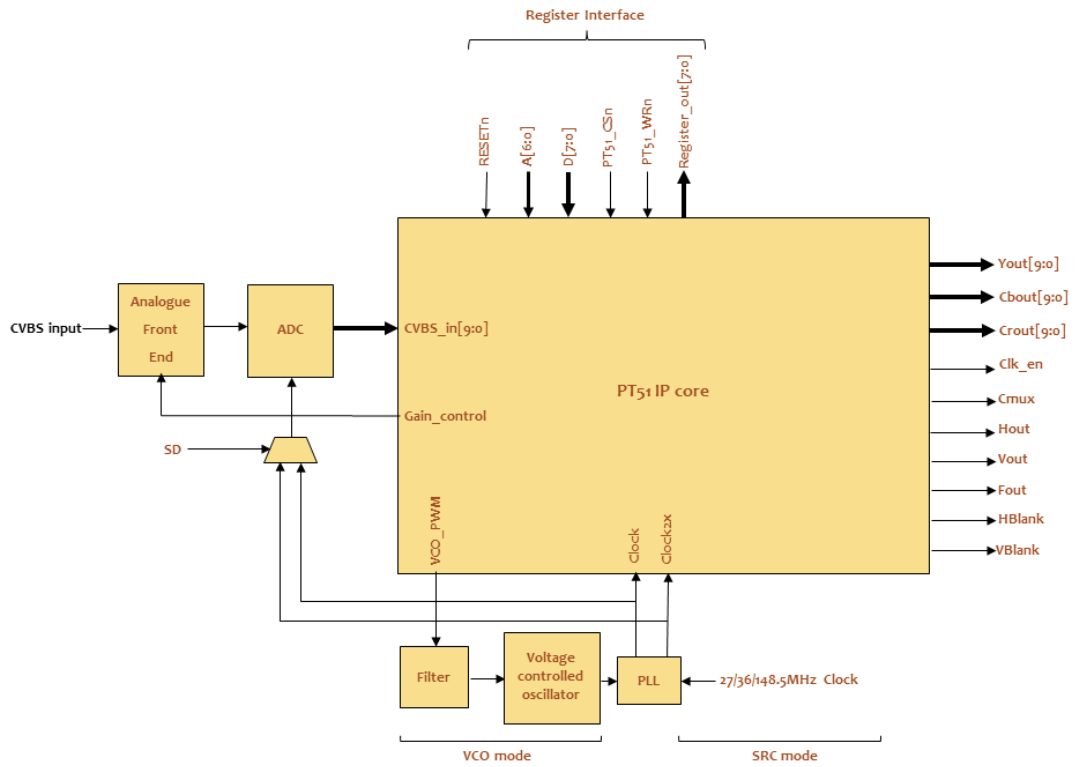 Register Interface
RESETn
A[6:0]
D[7:0]
PT51_CSn
PT51_WRn
Register_out[7:0]
Yout[9:0]
Cbout[9:0]
Crout[9:0]
Clk_en
Cmux
Hout
Vout
Fout
HBlank
VBlank
CVBS input
Analogue
Front
End
ADC
CVBS_in[9:0]
PT51 IP core
Gain_control
SD
VCO_PWM
Clock
Clock2x
Filter
Voltage
controlled
oscillator
PLL
27/36/148.5MHz Clock
VCO mode
SRC mode